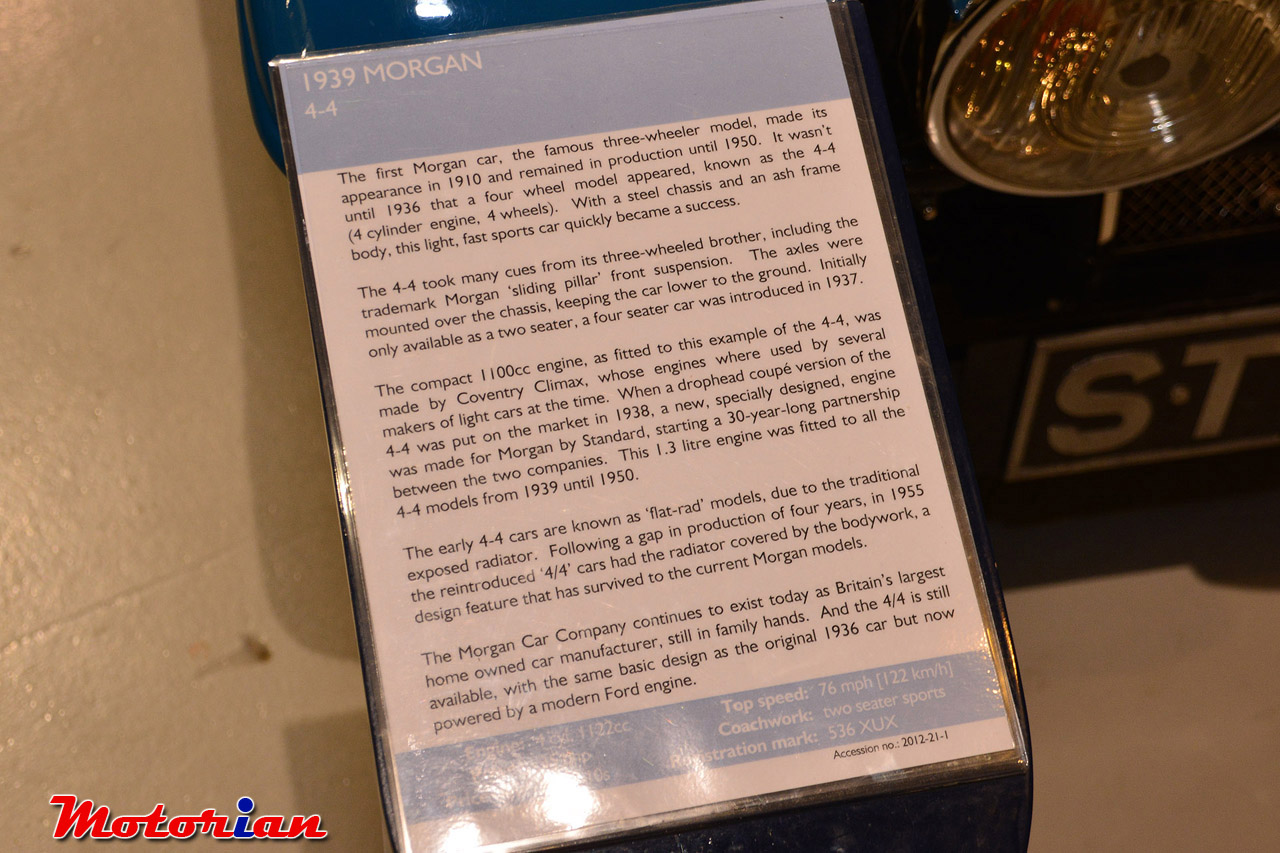 1939 MORGAN
4-4
The first Morgan car, the famous three-wheeler model, made its
appearance in 1910 and remained in production until 1950. It wasn't
until 1936 that a four wheel model appeared, known as the 4-4
(4 cylinder engine, 4 wheels). With a steel chassis and an ash frame
body, this light, fast sports car quickly became a success.
The 4-4 took many cues from its three-wheeled brother, including the
trademark Morgan 'sliding pillar' front suspension. The axles were
mounted over the chassis, keeping the car lower to the ground. Initially
only available as a two seater, a four seater car was introduced in 1937.
The compact 1100cc engine, as fitted to this example of the 4-4, was
made by Coventry Climax, whose engines where used by several
makers of light cars at the time. When a drophead coupé version of the
4-4 was put on the market in 1938, a new, specially designed, engine
was made for Morgan by Standard, starting a 30-year-long partnership
between the two companies. This 1.3 litre engine was fitted to all the
4-4 models from 1939 until 1950.
The early 4-4 cars are known as 'flat-rad' models, due to the traditional
exposed radiator. Following a gap in production of four years, in 1955
the reintroduced '4/4' cars had the radiator covered by the bodywork, a
design feature that has survived to the current Morgan models.
The Morgan Car Company continues to exist today as Britain's largest
home owned car manufacturer, still in family hands. And the 4/4 is still
available, with the same basic design as the original 1936 car but now
powered by a modern Ford engine.
Engine: 1122cc
Top speed: 76 mph [122 km/h]
Coachwork: two seater sports
Registration mark: 536 XUX
Accession no.: 2012-21-1
ST
Motorian